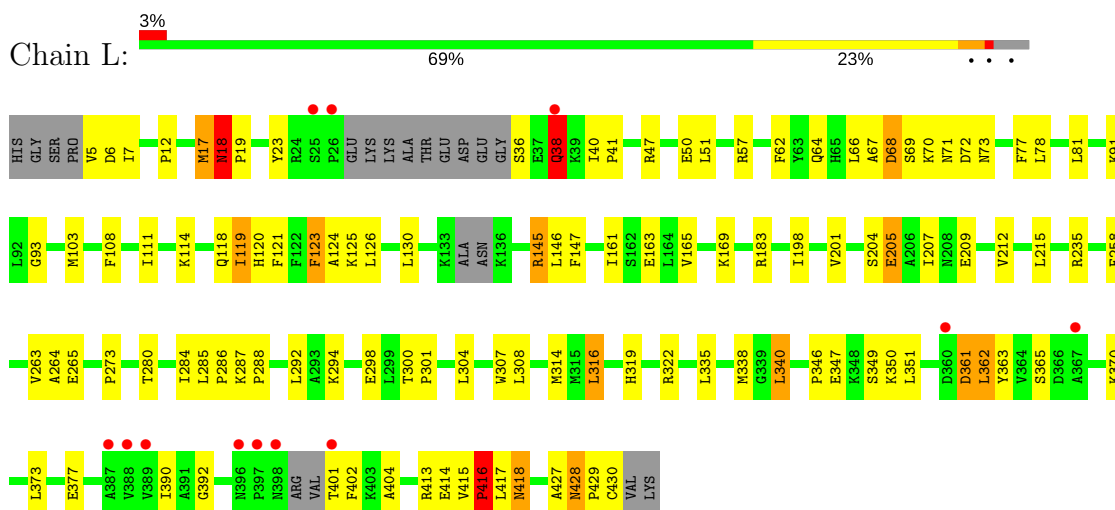 3%
Chain L:
69% 23% • • •
HIS GLY SER PRO V5 D6 I7 P12 M17 N18 P19 Y23 R24 S25 P26 GLU LYS LYS ALA THR GLU ASP GLU GLY S36 E37 Q38 K39 I40 P41 R47 E50 L51 R57 F62 Y63 Q64 H65 L66 A67 D68 S69 K70 N71 D72 N73 F77 L78 L81 K91
L92 G93 M103 F108 I111 K114 Q118 I119 H120 F121 F122 F123 A124 K125 L126 L130 K133 ALA ASN K136 R145 L146 F147 I161 S162 E163 L164 V165 K169 R183 I198 V201 S204 E205 A206 I207 N208 E209 V212 L215 R235
V263 A264 E265 P273 T280 I284 L285 P286 K287 P288 L292 A293 K294 E298 L299 T300 P301 L304 W307 L308 M314 M315 L316 H319 R322 L335 M338 G339 L340 P346 E347 K348 S349 K350 L351 D360 D361 L362 Y363 V364 S365 D366 A367 K370
L373 E377 A387 V388 V389 I390 A391 G392 N396 P397 N398 ARG VAL T401 F402 K403 A404 R413 E414 V415 P416 L417 N418 A427 N428 P429 C430 VAL LYS